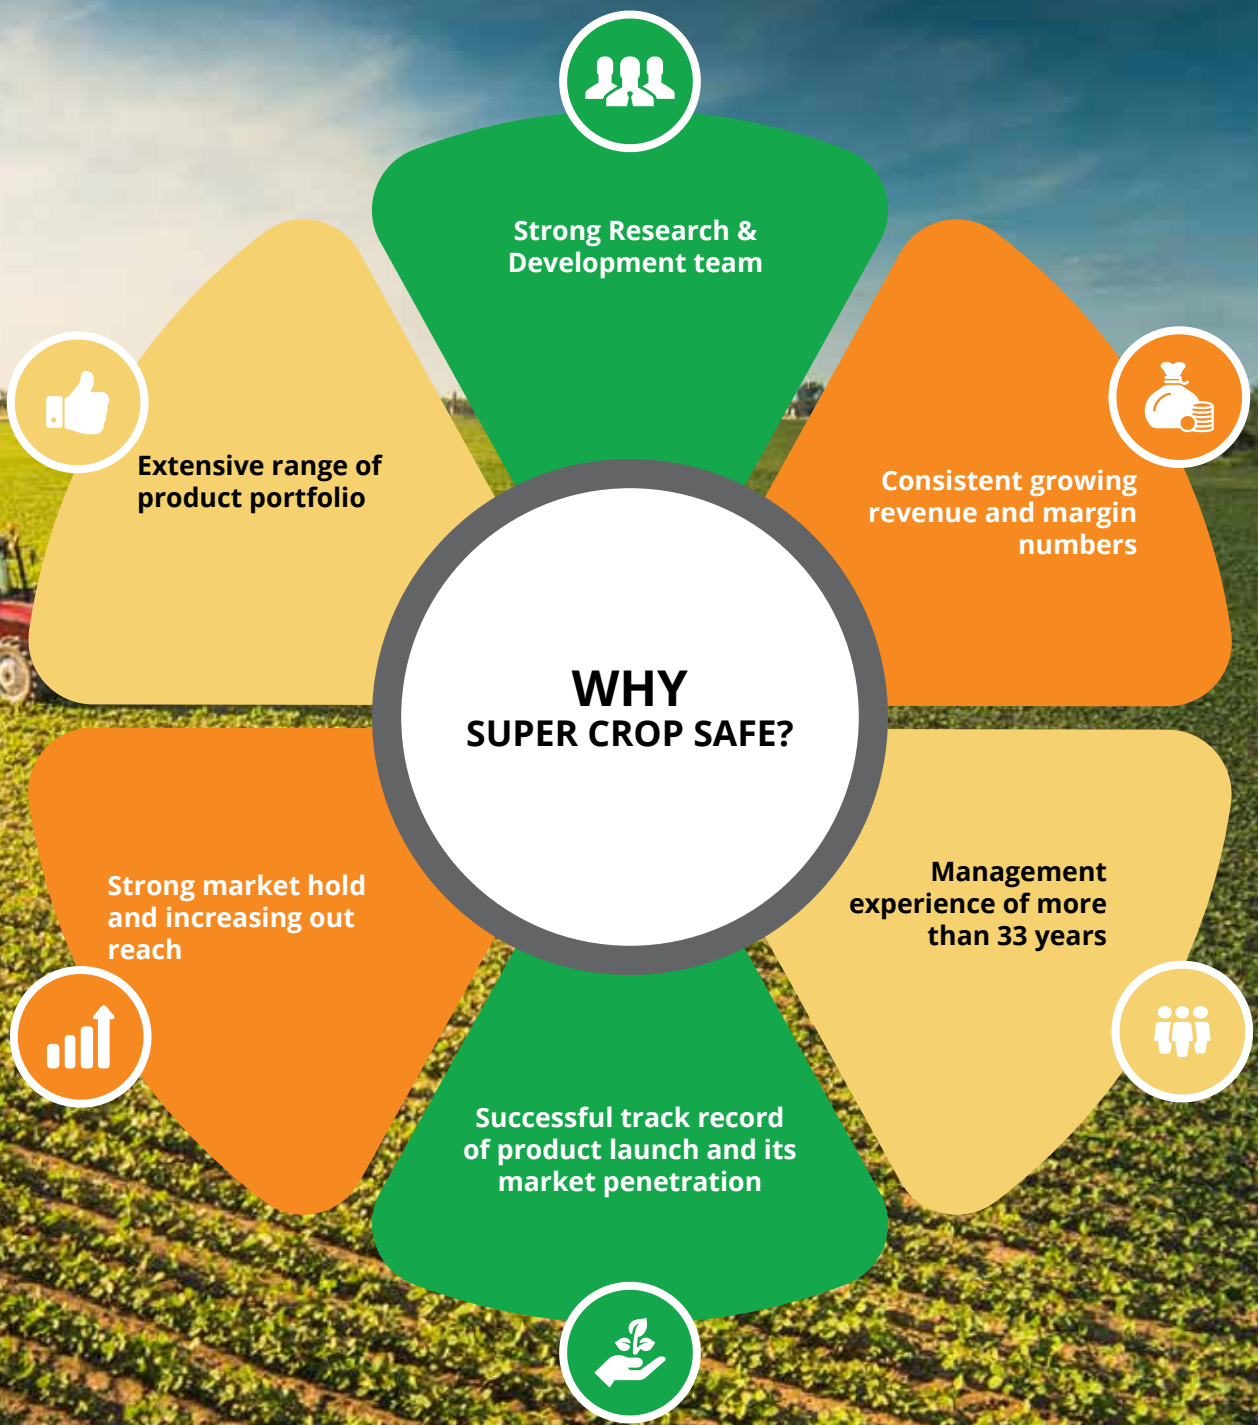 Strong Research &
Development team
Extensive range of
product portfolio
Consistent growing
revenue and margin
numbers
WHY
SUPER CROP SAFE?
Strong market hold
and increasing out
reach
Management
experience of more
than 33 years
Successful track record
of product launch and its
market penetration